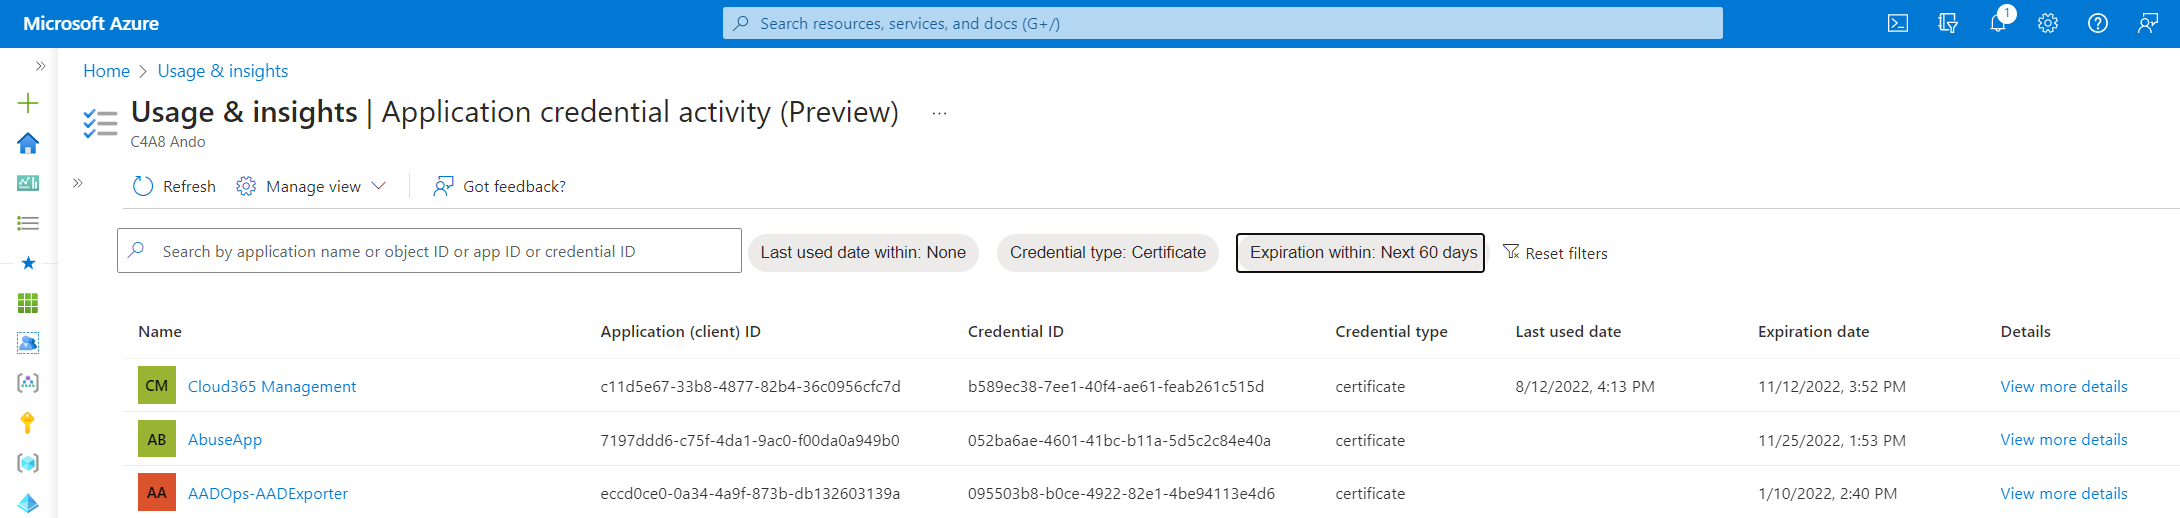 Microsoft Azure
Search resources, services, and docs (G+/)
1
Home > Usage & insights
Usage & insights | Application credential activity (Preview) ...
C4A8 Ando
Refresh Manage view Got feedback?
Search by application name or object ID or app ID or credential ID Last used date within: None Credential type: Certificate Expiration within: Next 60 days Reset filters
Name Application (client) ID Credential ID Credential type Last used date Expiration date Details
CM Cloud365 Management c11d5e67-33b8-4877-82b4-36c0956cfc7d b589ec38-7ee1-40f4-ae61-feab261c515d certificate 8/12/2022, 4:13 PM 11/12/2022, 3:52 PM View more details
AB AbuseApp 7197ddd6-c75f-4da1-9ac0-f00da0a949b0 052ba6ae-4601-41bc-b11a-5d5c2c84e40a certificate 11/25/2022, 1:53 PM View more details
AA AADOps-AADExporter eccd0ce0-0a34-4a9f-873b-db132603139a 095503b8-b0ce-4922-82e1-4be94113e4d6 certificate 1/10/2022, 2:40 PM View more details